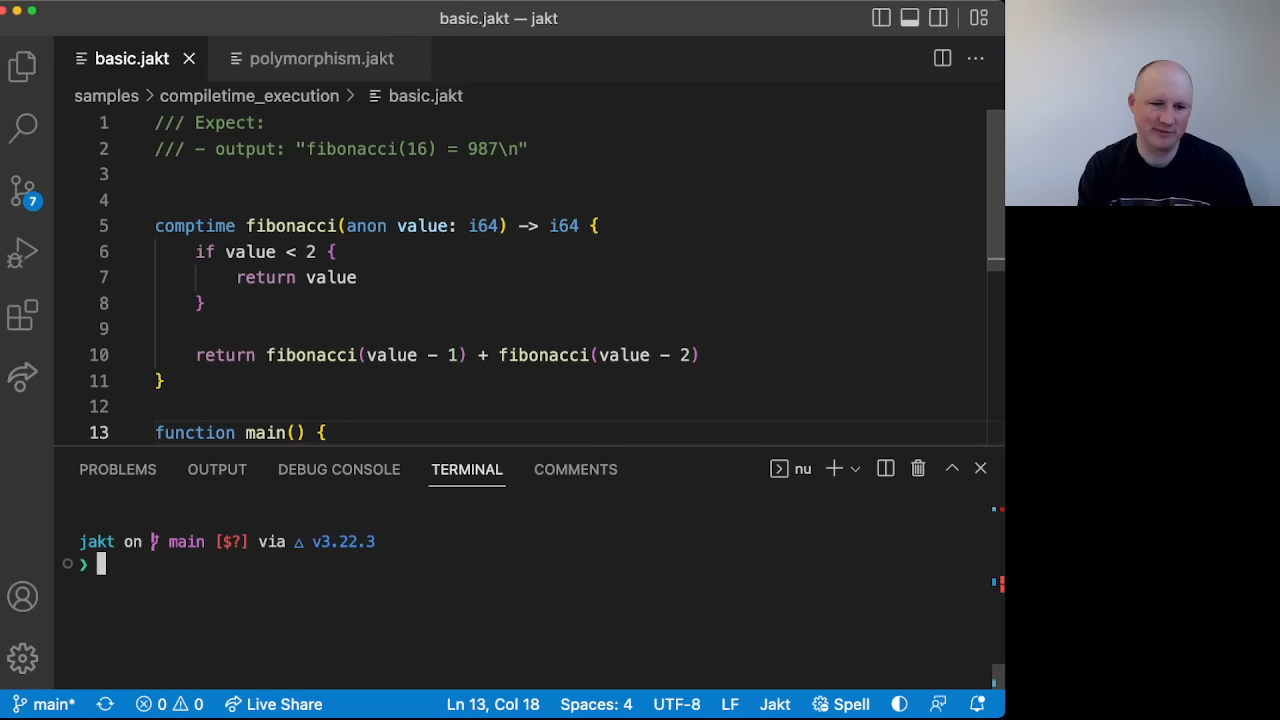 basic.jakt — jakt
basic.jakt
polymorphism.jakt
samples > compiletime_execution > basic.jakt
1 /// Expect:
2 /// - output: "fibonacci(16) = 987\n"
3
4
5 comptime fibonacci(anon value: i64) -> i64 {
6 if value < 2 {
7 return value
8 }
9
10 return fibonacci(value - 1) + fibonacci(value - 2)
11 }
12
13 function main() {
PROBLEMS OUTPUT DEBUG CONSOLE TERMINAL COMMENTS nu
jakt on main [$?] via △ v3.22.3
❯
7
main* 0 0 Live Share Ln 13, Col 18 Spaces: 4 UTF-8 LF Jakt Spell